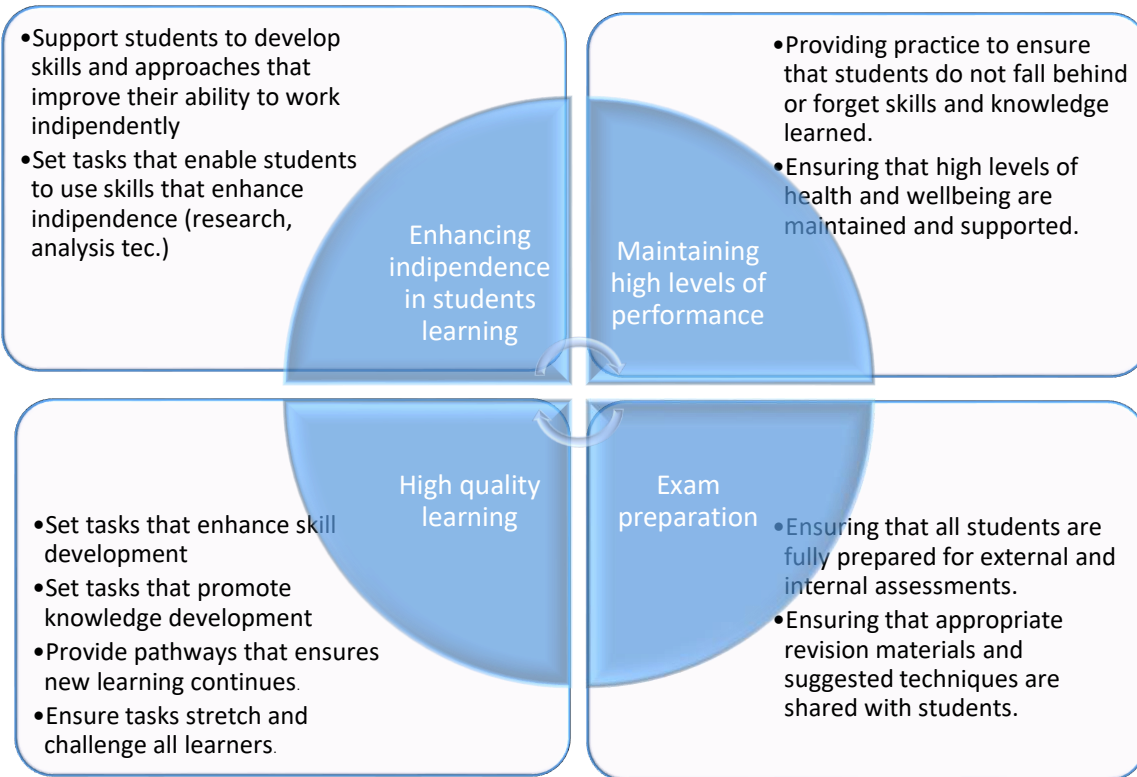 •Support students to develop
skills and approaches that
improve their ability to work
indipendently
•Set tasks that enable students
to use skills that enhance
indipendence (research,
analysis tec.)
Enhancing
indipendence
in students
learning
•Providing practice to ensure
that students do not fall behind
or forget skills and knowledge
learned.
•Ensuring that high levels of
health and wellbeing are
maintained and supported.
Maintaining
high levels of
performance
•Set tasks that enhance skill
development
•Set tasks that promote
knowledge development
•Provide pathways that ensures
new learning continues.
•Ensure tasks stretch and
challenge all learners.
High quality
learning
Exam
preparation
•Ensuring that all students are
fully prepared for external and
internal assessments.
•Ensuring that appropriate
revision materials and
suggested techniques are
shared with students.